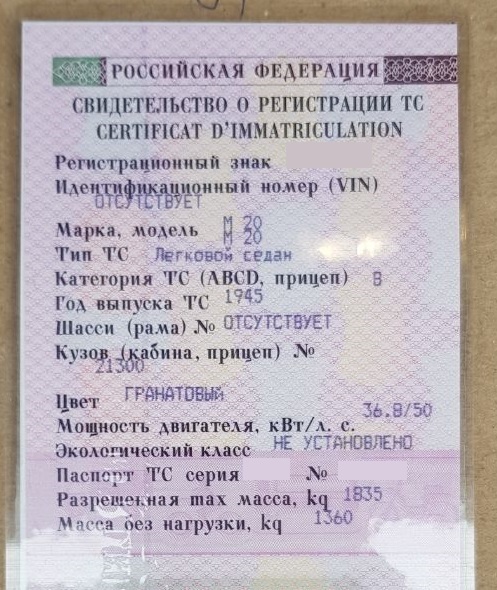 РОССИЙСКАЯ ФЕДЕРАЦИЯ
СВИДЕТЕЛЬСТВО О РЕГИСТРАЦИИ ТС
CERTIFICAT D'IMMATRICULATION
Регистрационный знак
Идентификационный номер (VIN)
ОТСУТСТВУЕТ
Марка, модель М 20
М 20
Тип ТС Легковой седан
Категория ТС (ABCD, прицеп) В
Год выпуска ТС 1945
Шасси (рама) № ОТСУТСТВУЕТ
Кузов (кабина, прицеп) №
21300
Цвет ГРАНАТОВЫЙ
Мощность двигателя, кВт/л. с. 36.8/50
Экологический класс НЕ УСТАНОВЛЕНО
Паспорт ТС серия №
Разрешенная max масса, kg 1835
Масса без нагрузки, kg 1360